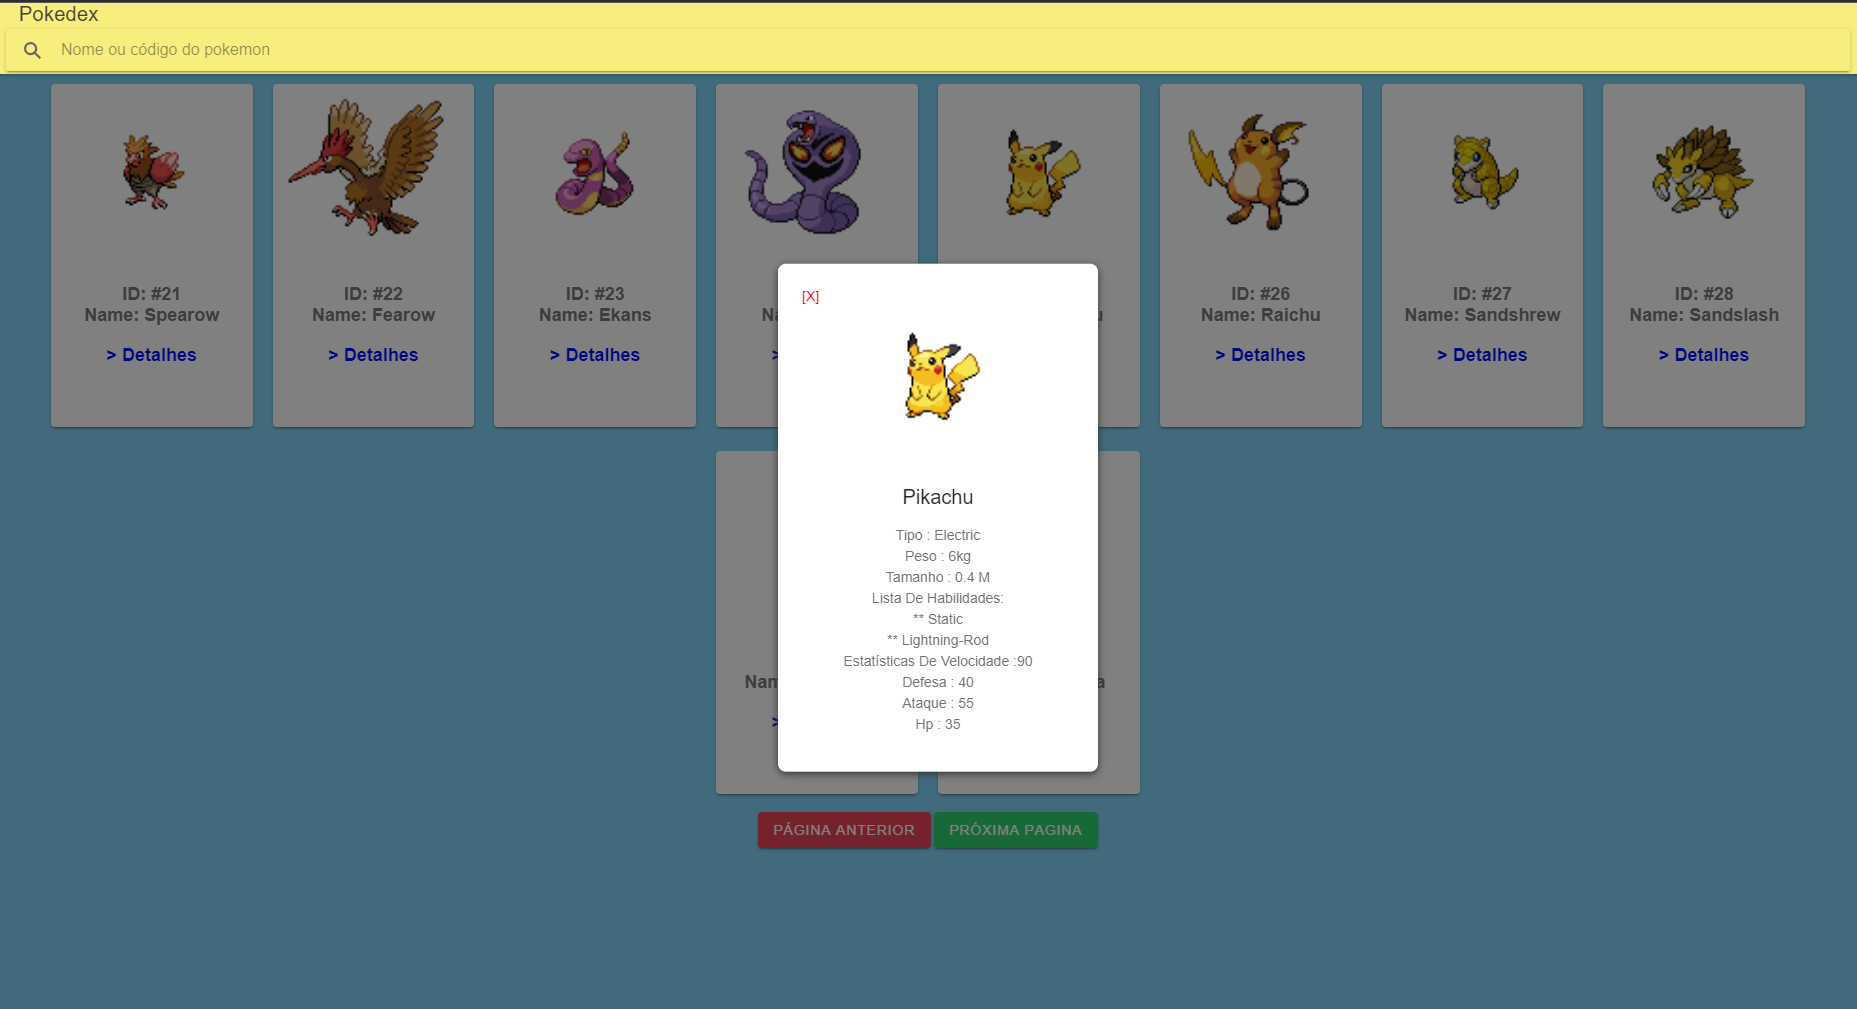 Pokedex
Nome ou código do pokemon
ID: #21
Name: Spearow
> Detalhes
ID: #22
Name: Fearow
> Detalhes
ID: #23
Name: Ekans
> Detalhes
ID: #26
Name: Raichu
> Detalhes
ID: #27
Name: Sandshrew
> Detalhes
ID: #28
Name: Sandslash
> Detalhes
[X]
Pikachu
Tipo : Electric
Peso : 6kg
Tamanho : 0.4 M
Lista De Habilidades:
** Static
** Lightning-Rod
Estatísticas De Velocidade :90
Defesa : 40
Ataque : 55
Hp : 35
PÁGINA ANTERIOR
PRÓXIMA PAGINA